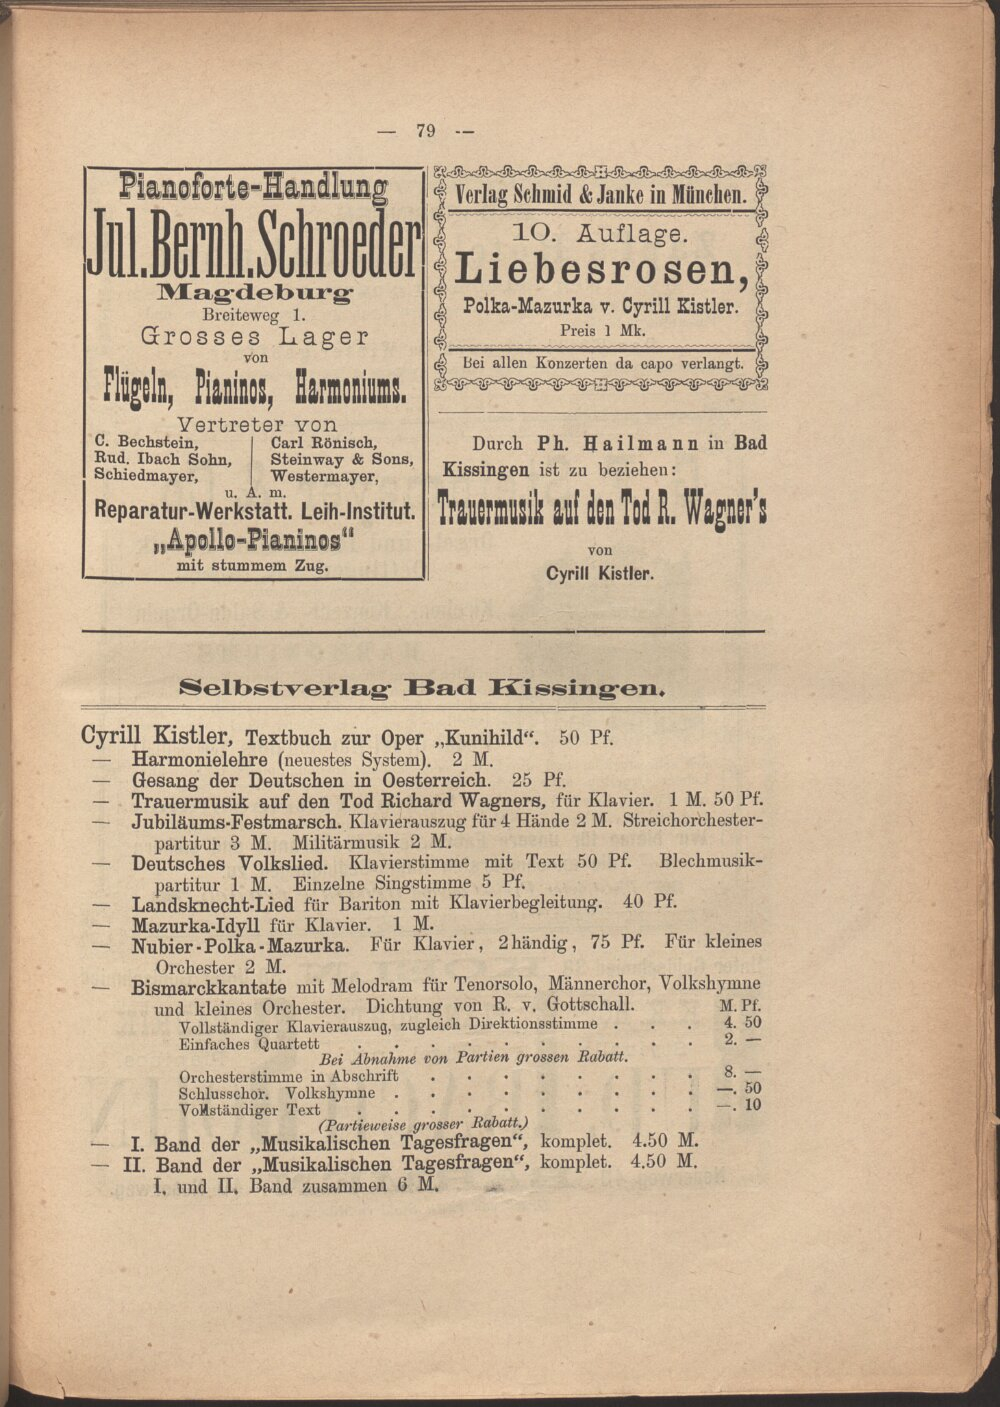 — 79 —
Pianoforte-Handlung
Jul. Bernh. Schroeder
Magdeburg
Breiteweg 1.
Grosses Lager
von
Flügeln, Pianinos, Harmoniums.
Vertreter von
C. Bechstein,
Rud. Ibach Sohn,
Schiedmayer,
Carl Rönisch,
Steinway & Sons,
Westermayer,
u. A. m.
Reparatur-Werkstatt. Leih-Institut.
„Apollo-Pianinos“
mit stummem Zug.
Verlag Schmid & Janke in München.
10. Auflage.
Liebesrosen,
Polka-Mazurka v. Cyrill Kistler.
Preis 1 Mk.
Bei allen Konzerten da capo verlangt.
Durch Ph. Hailmann in Bad
Kissingen ist zu beziehen:
Trauermusik auf den Tod R. Wagner's
von
Cyrill Kistler.
Selbstverlag Bad Kissingen.
Cyrill Kistler, Textbuch zur Oper „Kunihild“. 50 Pf.
— Harmonielehre (neuestes System). 2 M.
— Gesang der Deutschen in Oesterreich. 25 Pf.
— Trauermusik auf den Tod Richard Wagners, für Klavier. 1 M. 50 Pf.
— Jubiläums-Festmarsch. Klavierauszug für 4 Hände 2 M. Streichorchester-
partitur 3 M. Militärmusik 2 M.
— Deutsches Volkslied. Klavierstimme mit Text 50 Pf. Blechmusik-
partitur 1 M. Einzelne Singstimme 5 Pf.
— Landsknecht-Lied für Bariton mit Klavierbegleitung. 40 Pf.
— Mazurka-Idyll für Klavier. 1 M.
— Nubier-Polka-Mazurka. Für Klavier, 2händig, 75 Pf. Für kleines
Orchester 2 M.
— Bismarckkantate mit Melodram für Tenorsolo, Männerchor, Volkshymne
und kleines Orchester. Dichtung von R. v. Gottschall. M. Pf.
Vollständiger Klavierauszug, zugleich Direktionsstimme . . . 4. 50
Einfaches Quartett . . . . . . . . . . 2. —
Bei Abnahme von Partien grossen Rabatt.
Orchesterstimme in Abschrift . . . . . . . . 8. —
Schlusschor. Volkshymne . . . . . . . . . —. 50
Vollständiger Text . . . . . . . . . . —. 10
(Partieweise grosser Rabatt.)
— I. Band der „Musikalischen Tagesfragen“, komplet. 4.50 M.
— II. Band der „Musikalischen Tagesfragen“, komplet. 4.50 M.
I. und II. Band zusammen 6 M.